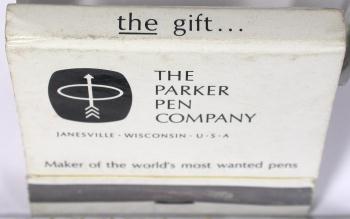 the gift...
THE
PARKER
PEN
COMPANY
JANESVILLE · WISCONSIN · U · S · A
Maker of the world's most wanted pens